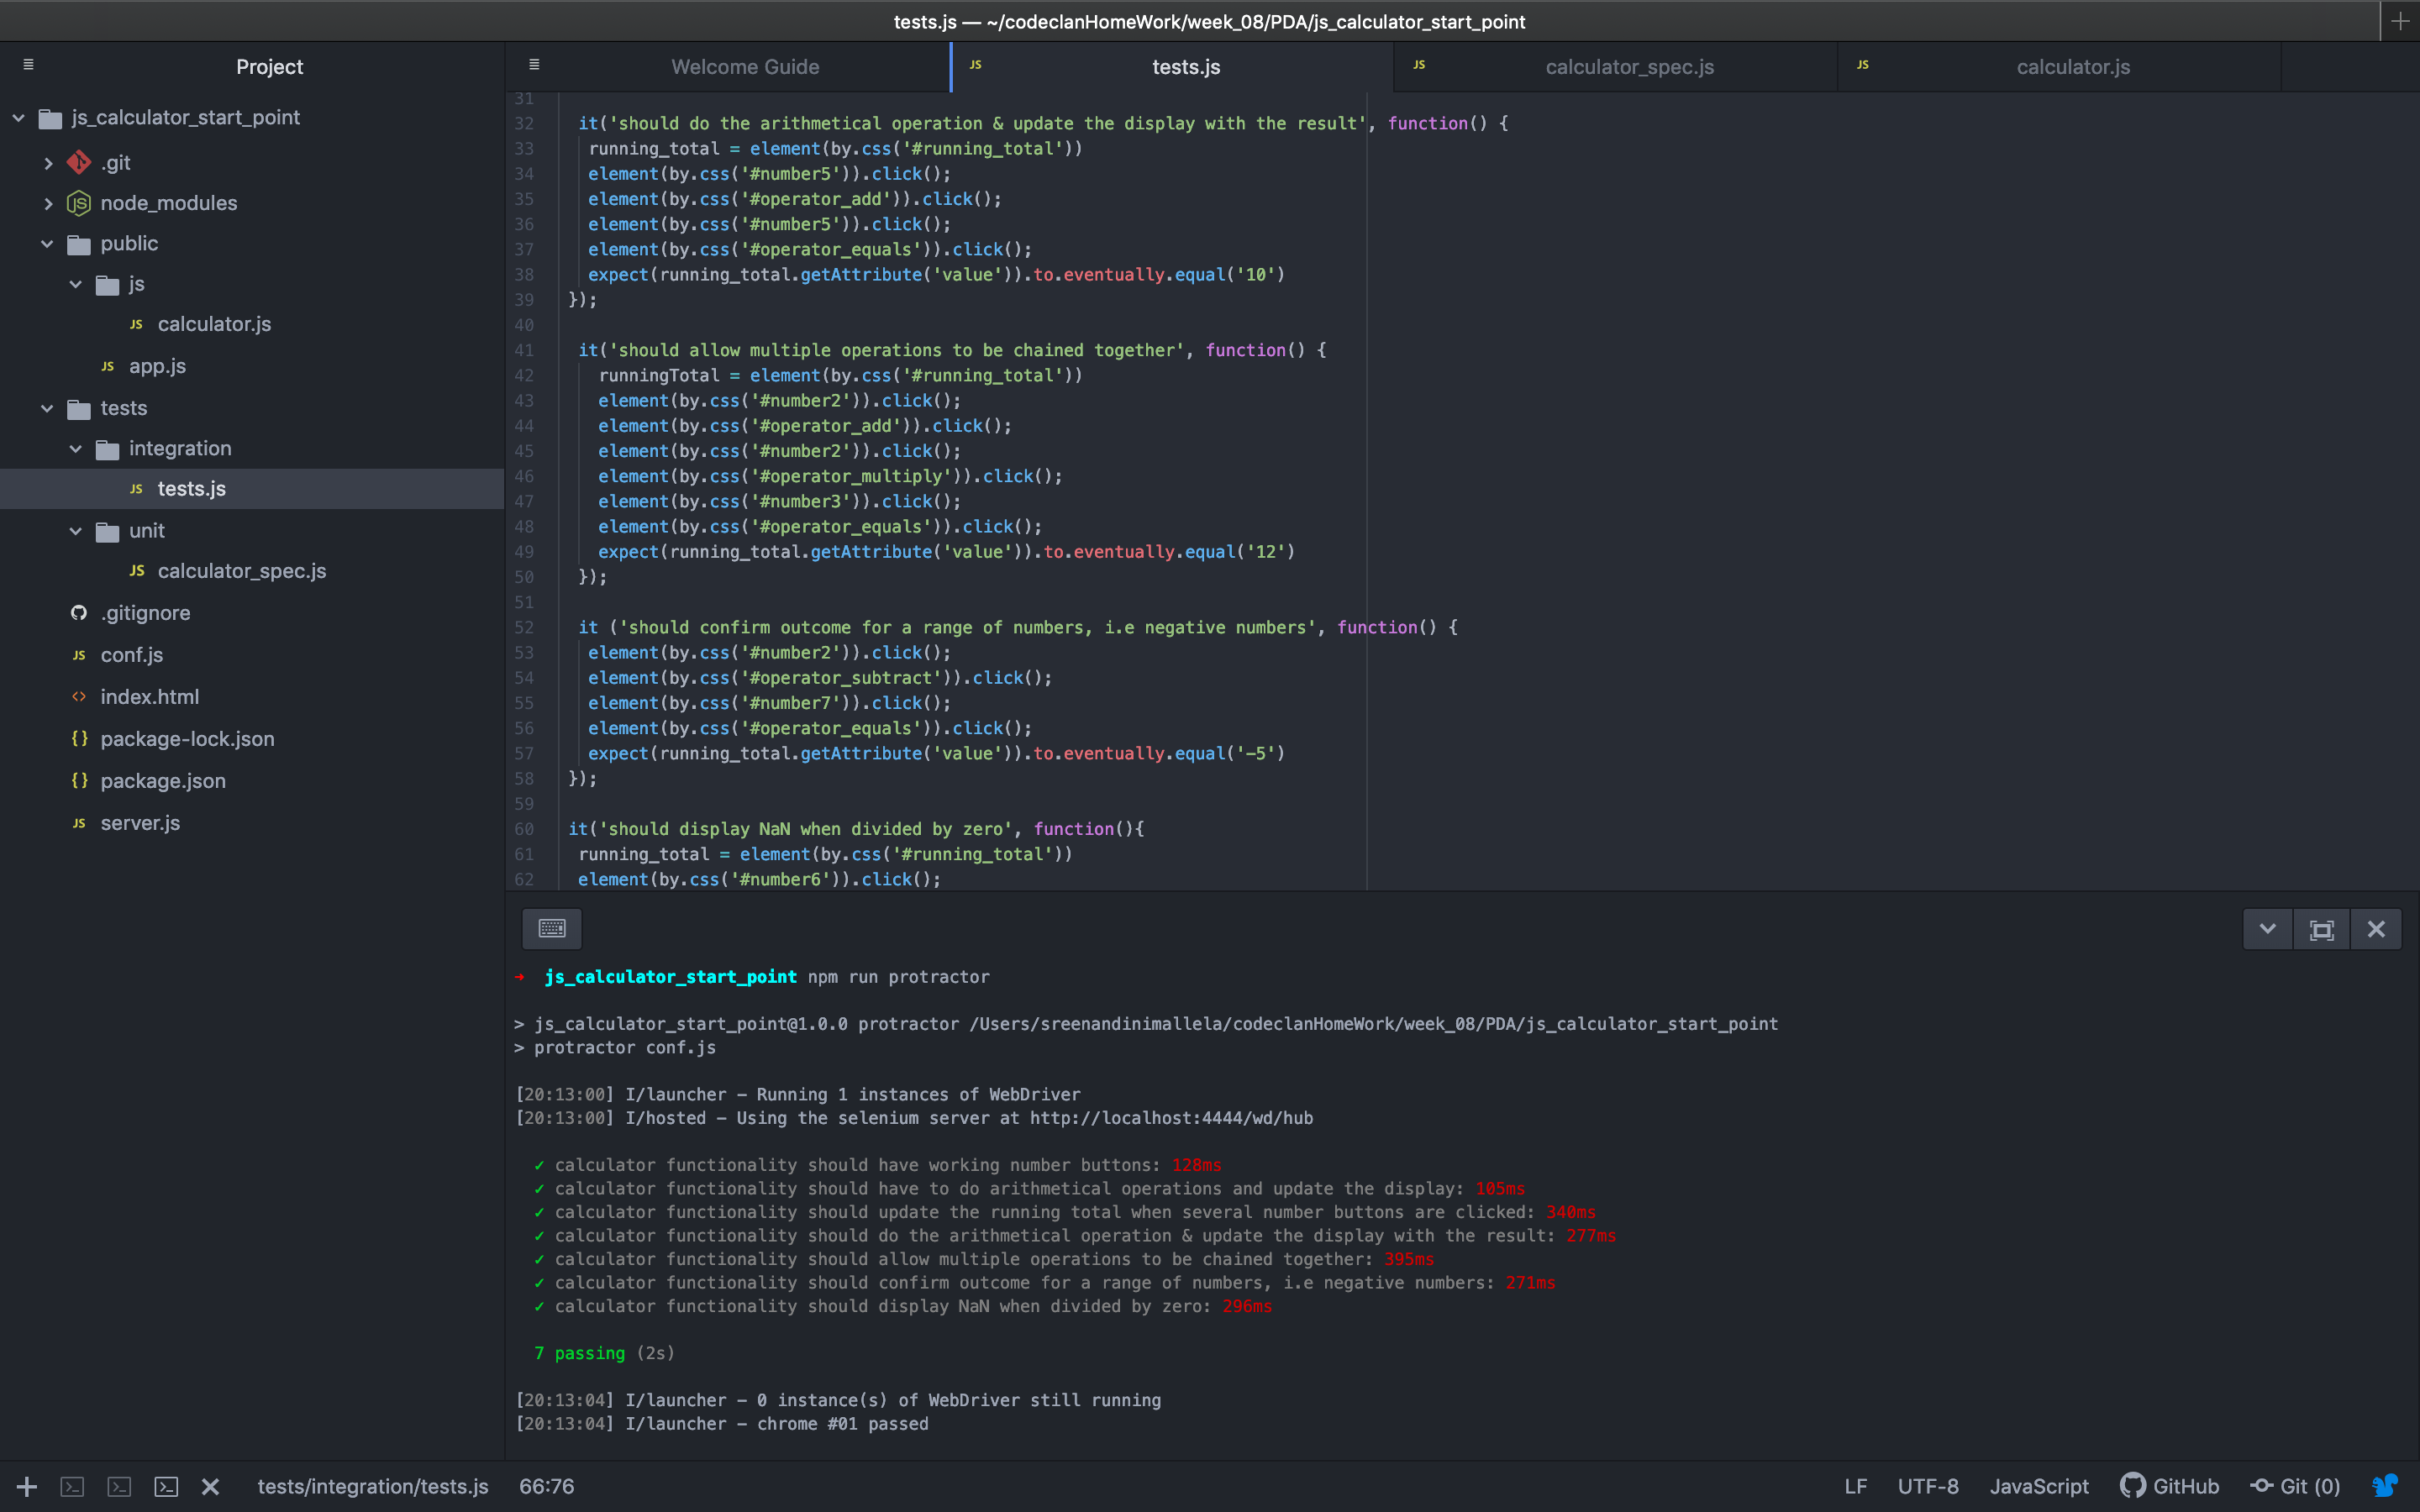 tests.js — ~/codeclanHomeWork/week_08/PDA/js_calculator_start_point
Project
Welcome Guide
JS tests.js
JS calculator_spec.js
JS calculator.js
js_calculator_start_point
.git
node_modules
public
js
JS calculator.js
JS app.js
tests
integration
JS tests.js
unit
JS calculator_spec.js
.gitignore
JS conf.js
<> index.html
{} package-lock.json
{} package.json
JS server.js
31
32 it('should do the arithmetical operation & update the display with the result', function() {
33 running_total = element(by.css('#running_total'))
34 element(by.css('#number5')).click();
35 element(by.css('#operator_add')).click();
36 element(by.css('#number5')).click();
37 element(by.css('#operator_equals')).click();
38 expect(running_total.getAttribute('value')).to.eventually.equal('10')
39 });
40
41 it('should allow multiple operations to be chained together', function() {
42 runningTotal = element(by.css('#running_total'))
43 element(by.css('#number2')).click();
44 element(by.css('#operator_add')).click();
45 element(by.css('#number2')).click();
46 element(by.css('#operator_multiply')).click();
47 element(by.css('#number3')).click();
48 element(by.css('#operator_equals')).click();
49 expect(running_total.getAttribute('value')).to.eventually.equal('12')
50 });
51
52 it ('should confirm outcome for a range of numbers, i.e negative numbers', function() {
53 element(by.css('#number2')).click();
54 element(by.css('#operator_subtract')).click();
55 element(by.css('#number7')).click();
56 element(by.css('#operator_equals')).click();
57 expect(running_total.getAttribute('value')).to.eventually.equal('-5')
58 });
59
60 it('should display NaN when divided by zero', function(){
61 running_total = element(by.css('#running_total'))
62 element(by.css('#number6')).click();
➜ js_calculator_start_point npm run protractor
> js_calculator_start_point@1.0.0 protractor /Users/sreenandinimallela/codeclanHomeWork/week_08/PDA/js_calculator_start_point
> protractor conf.js
[20:13:00] I/launcher – Running 1 instances of WebDriver
[20:13:00] I/hosted – Using the selenium server at http://localhost:4444/wd/hub
✓ calculator functionality should have working number buttons: 128ms
✓ calculator functionality should have to do arithmetical operations and update the display: 105ms
✓ calculator functionality should update the running total when several number buttons are clicked: 340ms
✓ calculator functionality should do the arithmetical operation & update the display with the result: 277ms
✓ calculator functionality should allow multiple operations to be chained together: 395ms
✓ calculator functionality should confirm outcome for a range of numbers, i.e negative numbers: 271ms
✓ calculator functionality should display NaN when divided by zero: 296ms
7 passing (2s)
[20:13:04] I/launcher – 0 instance(s) of WebDriver still running
[20:13:04] I/launcher – chrome #01 passed
tests/integration/tests.js 66:76 LF UTF-8 JavaScript GitHub Git (0)